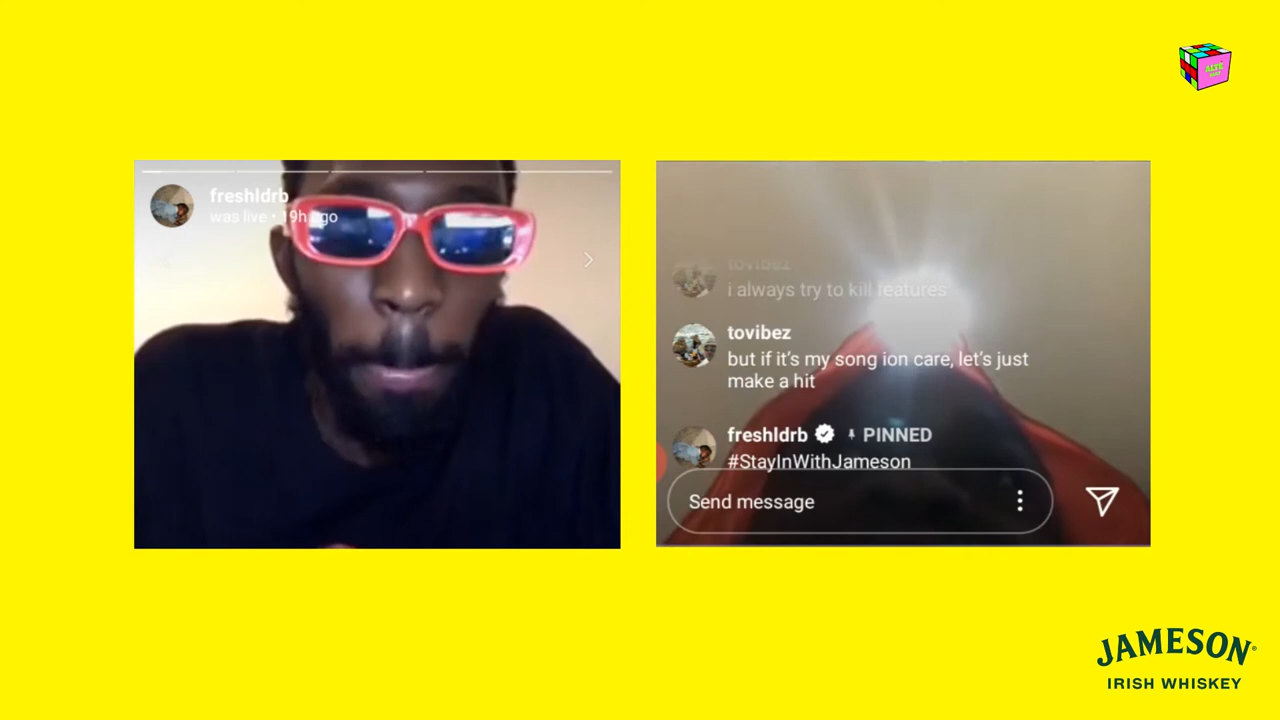 freshldrb
was live • 19h ago
tovibez
i always try to kill features
tovibez
but if it's my song ion care, let's just
make a hit
freshldrb PINNED
#StayInWithJameson
Send message
JAMESON
IRISH WHISKEY